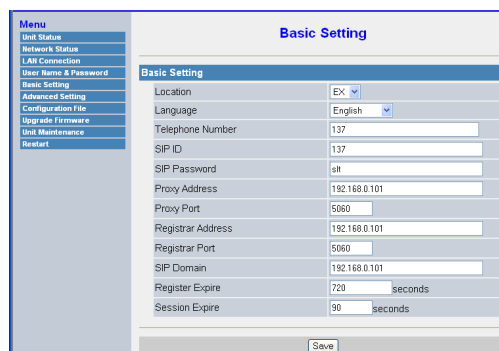 Menu
Unit Status
Network Status
LAN Connection
User Name & Password
Basic Setting
Advanced Setting
Configuration File
Upgrade Firmware
Unit Maintenance
Restart
Basic Setting
Basic Setting
Location EX
Language English
Telephone Number 137
SIP ID 137
SIP Password slt
Proxy Address 192.168.0.101
Proxy Port 5060
Registrar Address 192.168.0.101
Registrar Port 5060
SIP Domain 192.168.0.101
Register Expire 720 seconds
Session Expire 90 seconds
Save